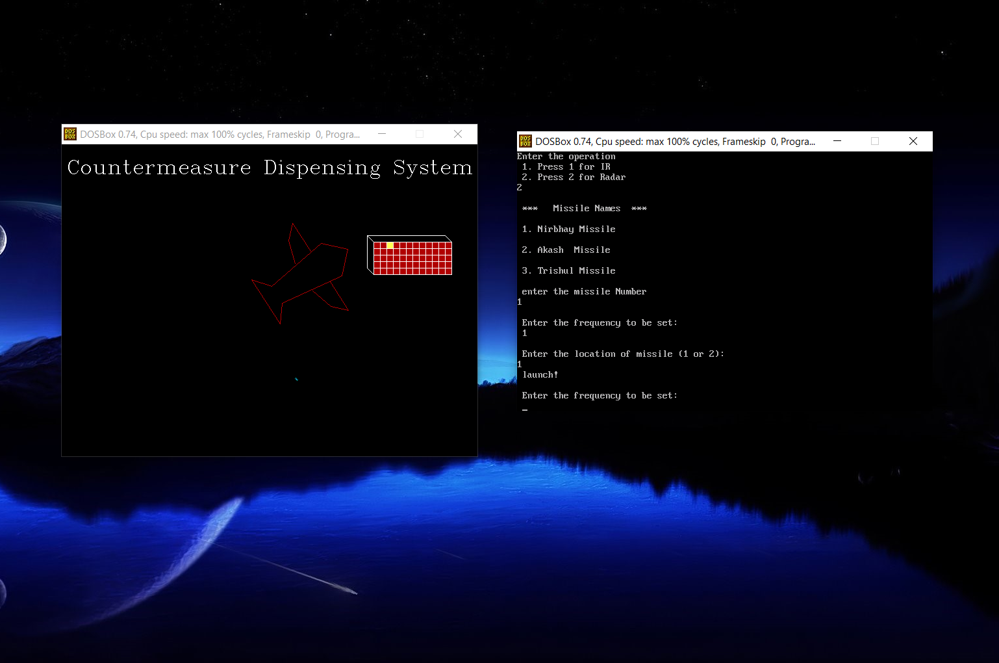 DOSBox 0.74, Cpu speed: max 100% cycles, Frameskip 0, Progra...
Countermeasure Dispensing System
DOSBox 0.74, Cpu speed: max 100% cycles, Frameskip 0, Progra...
Enter the operation
1. Press 1 for IR
2. Press 2 for Radar
2
*** Missile Names ***
1. Nirbhay Missile
2. Akash Missile
3. Trishul Missile
enter the missile Number
1
Enter the frequency to be set:
1
Enter the location of missile (1 or 2):
1
launch!
Enter the frequency to be set:
_